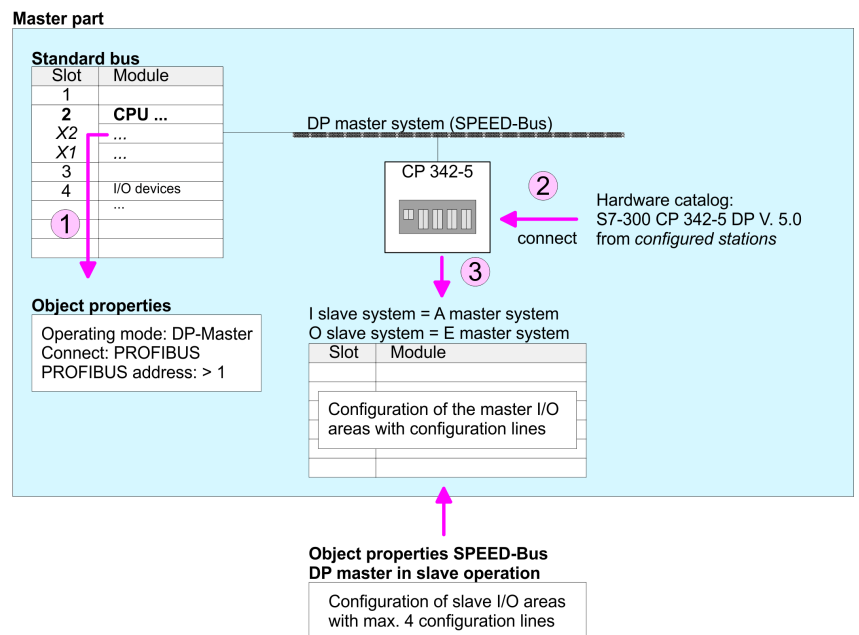 Master part
Standard bus
Slot Module
1
2 CPU ...
X2 ...
X1 ...
3
4 I/O devices
...
1
Object properties
Operating mode: DP-Master
Connect: PROFIBUS
PROFIBUS address: > 1
DP master system (SPEED-Bus)
CP 342-5
2
connect
Hardware catalog:
S7-300 CP 342-5 DP V. 5.0
from configured stations
3
I slave system = A master system
O slave system = E master system
Slot Module
Configuration of the master I/O
areas with configuration lines
Object properties SPEED-Bus
DP master in slave operation
Configuration of slave I/O areas
with max. 4 configuration lines